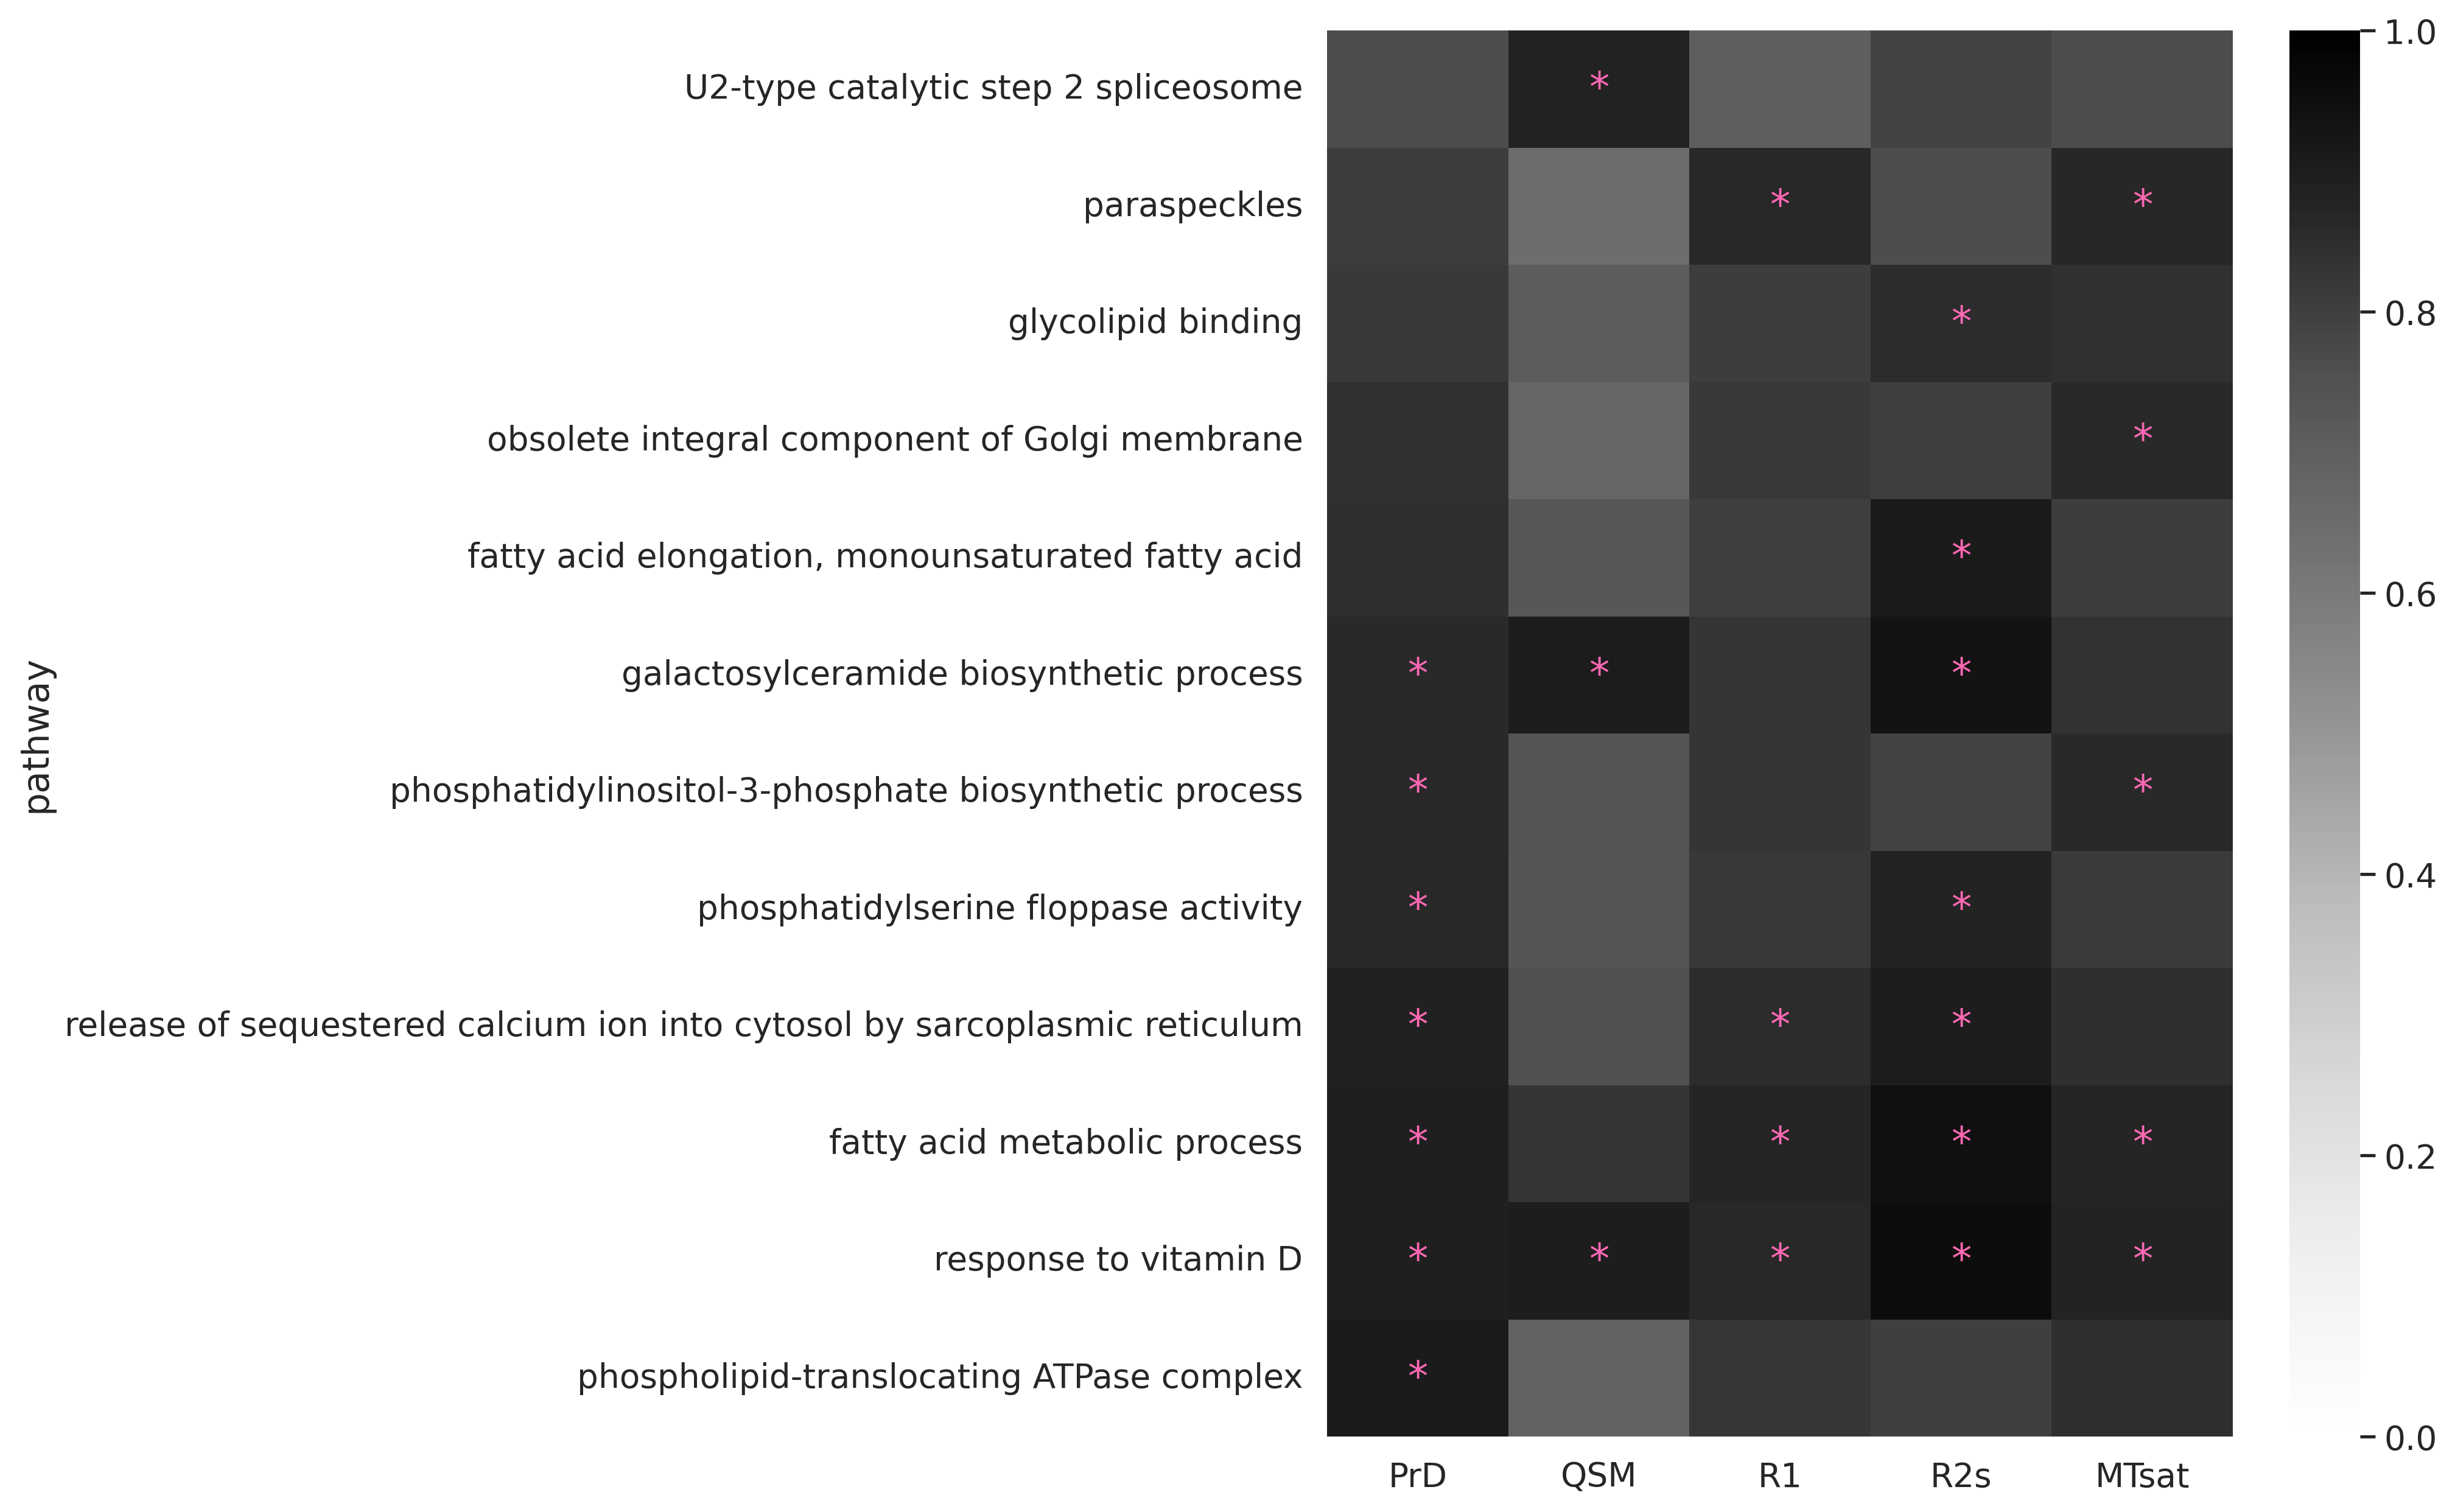 pathway
U2-type catalytic step 2 spliceosome
*
paraspeckles
* *
glycolipid binding
*
obsolete integral component of Golgi membrane
*
fatty acid elongation, monounsaturated fatty acid
*
galactosylceramide biosynthetic process
* * *
phosphatidylinositol-3-phosphate biosynthetic process
* *
phosphatidylserine floppase activity
* *
release of sequestered calcium ion into cytosol by sarcoplasmic reticulum
* * *
fatty acid metabolic process
* * * *
response to vitamin D
* * * * *
phospholipid-translocating ATPase complex
*
PrD QSM R1 R2s MTsat
1.0
0.8
0.6
0.4
0.2
0.0